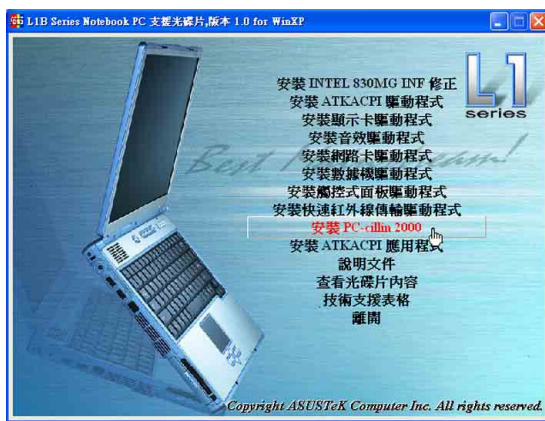 L1B Series Notebook PC 支援光碟片,版本 1.0 for WinXP
L1
series
安裝 INTEL 830MG INF 修正
安裝 ATKACPI 驅動程式
安裝顯示卡驅動程式
安裝音效驅動程式
安裝網路卡驅動程式
安裝數據機驅動程式
安裝觸控式面板驅動程式
安裝快速紅外線傳輸驅動程式
安裝 PC-cillin 2000
安裝 ATKACPI 應用程式
說明文件
查看光碟片內容
技術支援表格
離開
Copyright ASUSTeK Computer Inc. All rights reserved.